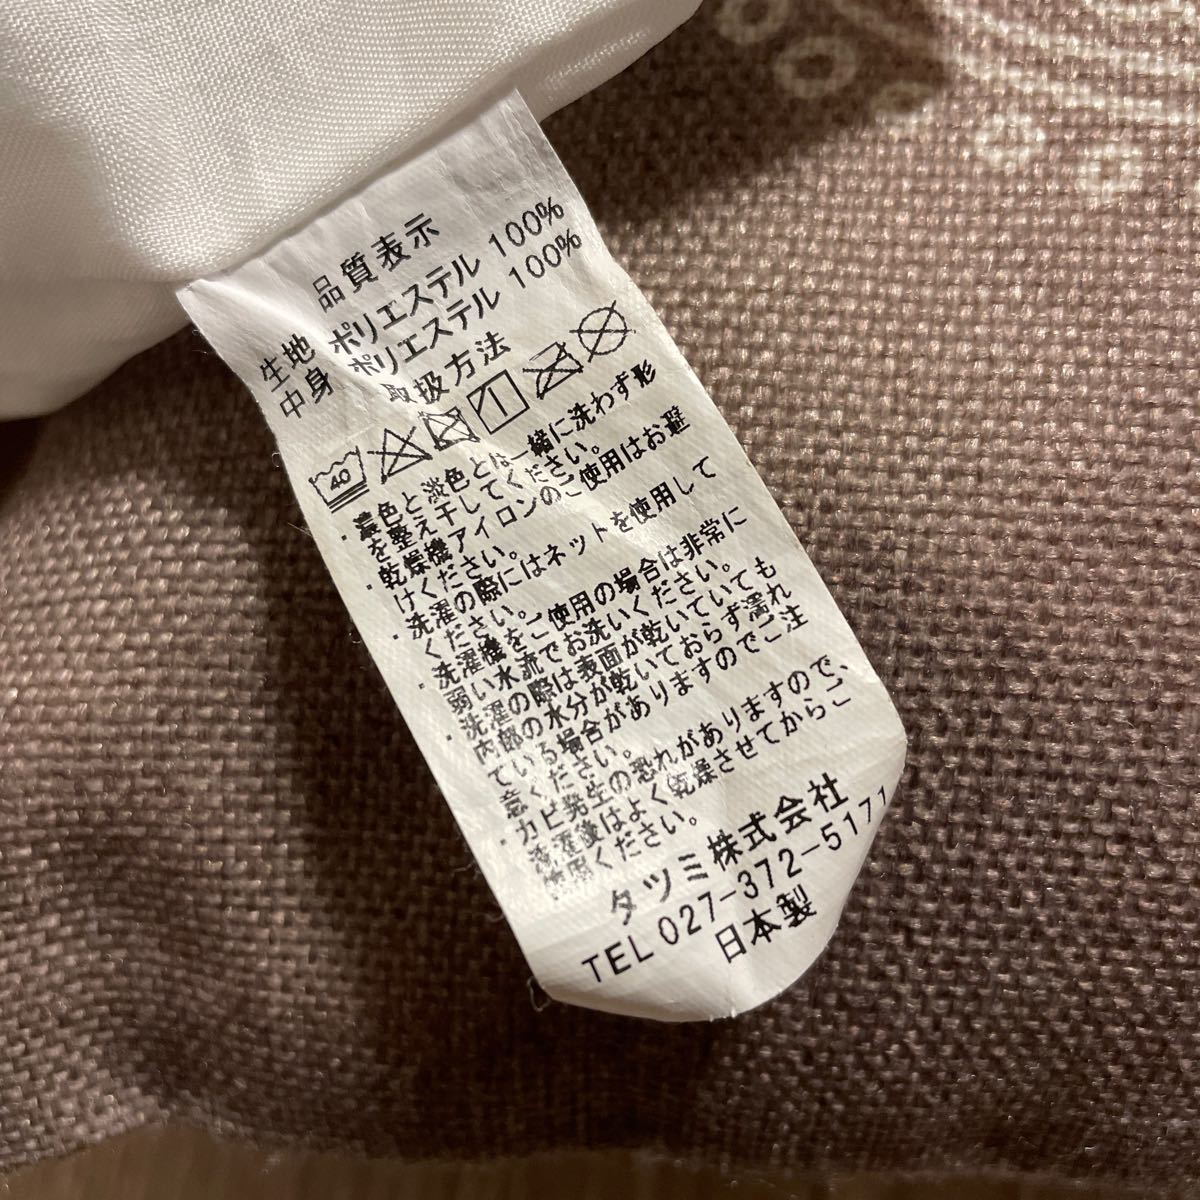 品質表示
生地 ポリエステル 100%
中身 ポリエステル 100%
取扱方法
40
・濃色と淡色とは一緒に洗わず形
を整え干してください。
・乾燥機アイロンのご使用はお避
けください。
・洗濯の際にはネットを使用して
ください。
・洗濯機をご使用の場合は非常に
弱い水流でお洗いください。
・洗濯の際は表面が乾いていても
内部の水分が乾いておらず濡れ
ている場合がありますのでご注
意ください。
・カビ発生の恐れがありますので、
洗濯後はよく乾燥させてからご
使用ください。
タツミ株式会社
TEL 027-372-5171
日本製